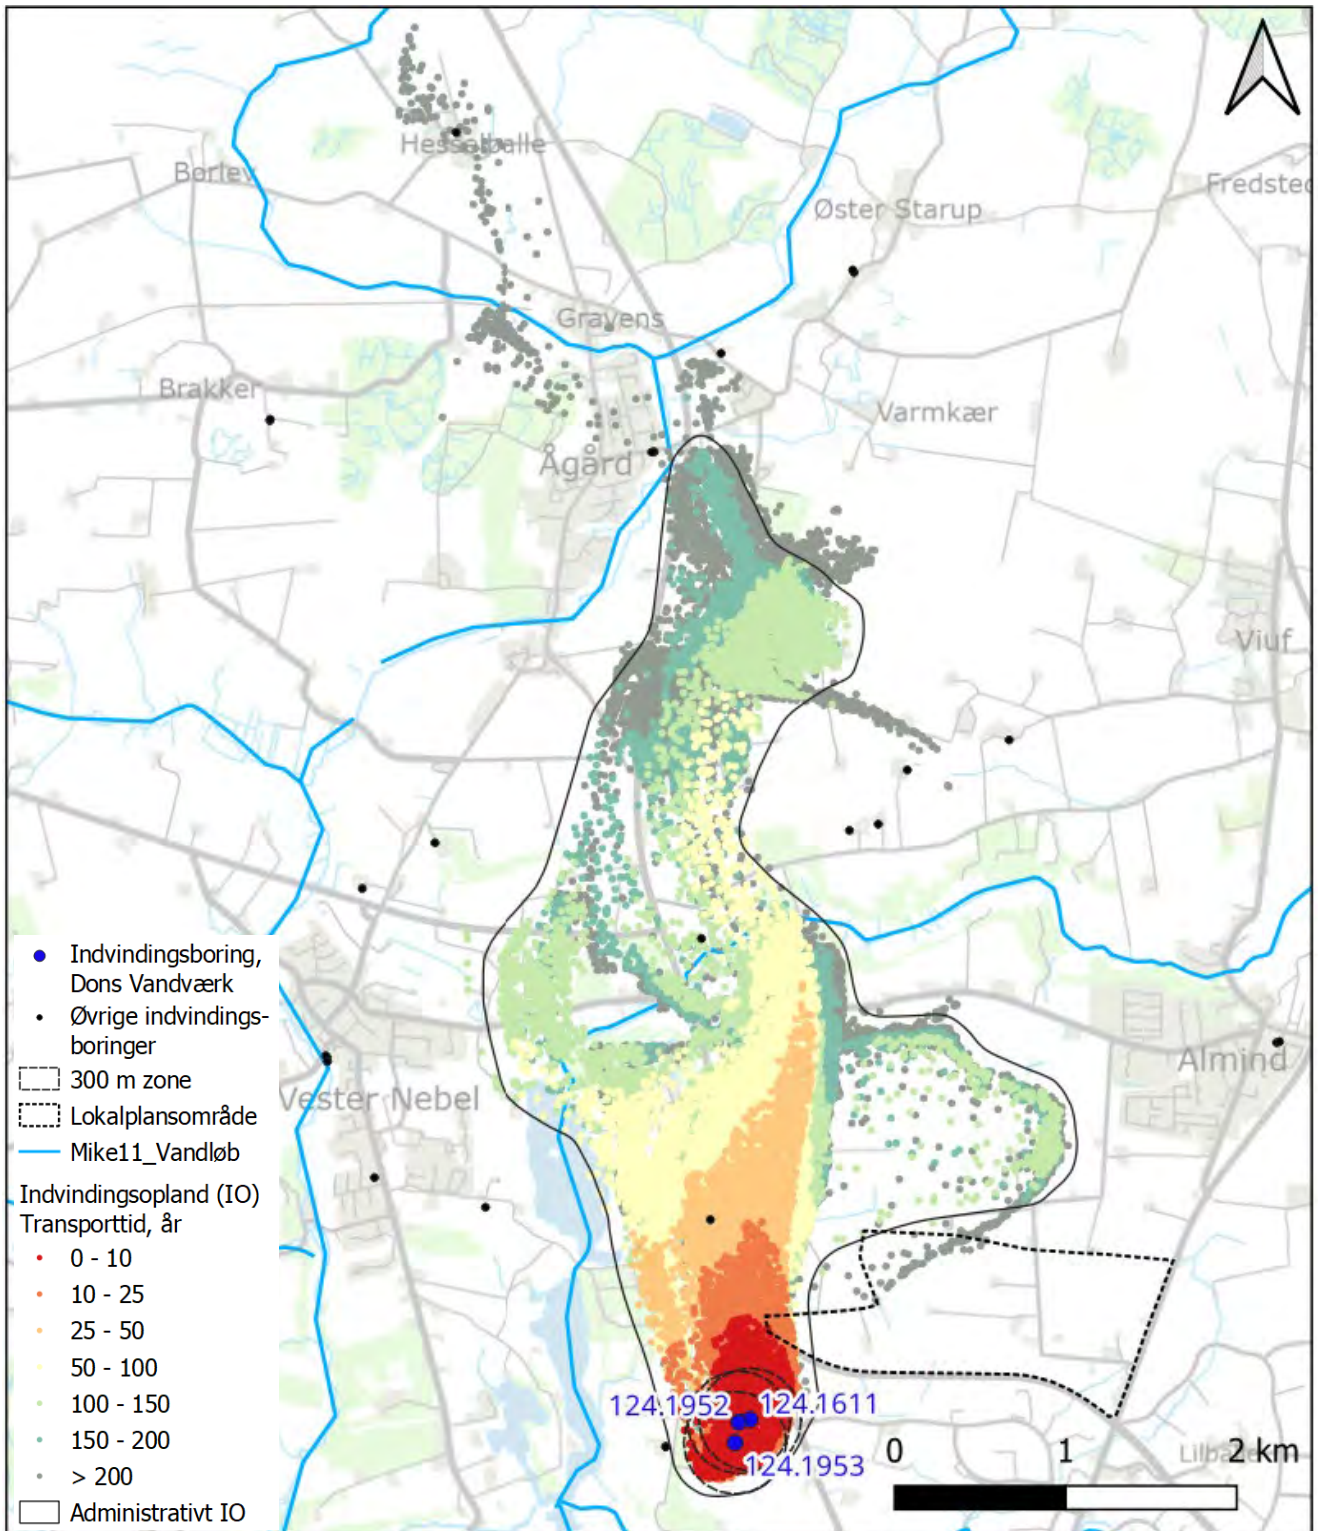 Hesselballe
Borlev
Fredsted
Øster Starup
Gravens
Brakker
Varmkær
Ågård
Viuf
Almind
Vester Nebel
124.1952
124.1611
124.1953
0 1 2 km
Indvindingsboring,
Dons Vandværk
Øvrige indvindings-
boringer
300 m zone
Lokalplansområde
Mike11_Vandløb
Indvindingsopland (IO)
Transporttid, år
0 - 10
10 - 25
25 - 50
50 - 100
100 - 150
150 - 200
> 200
Administrativt IO